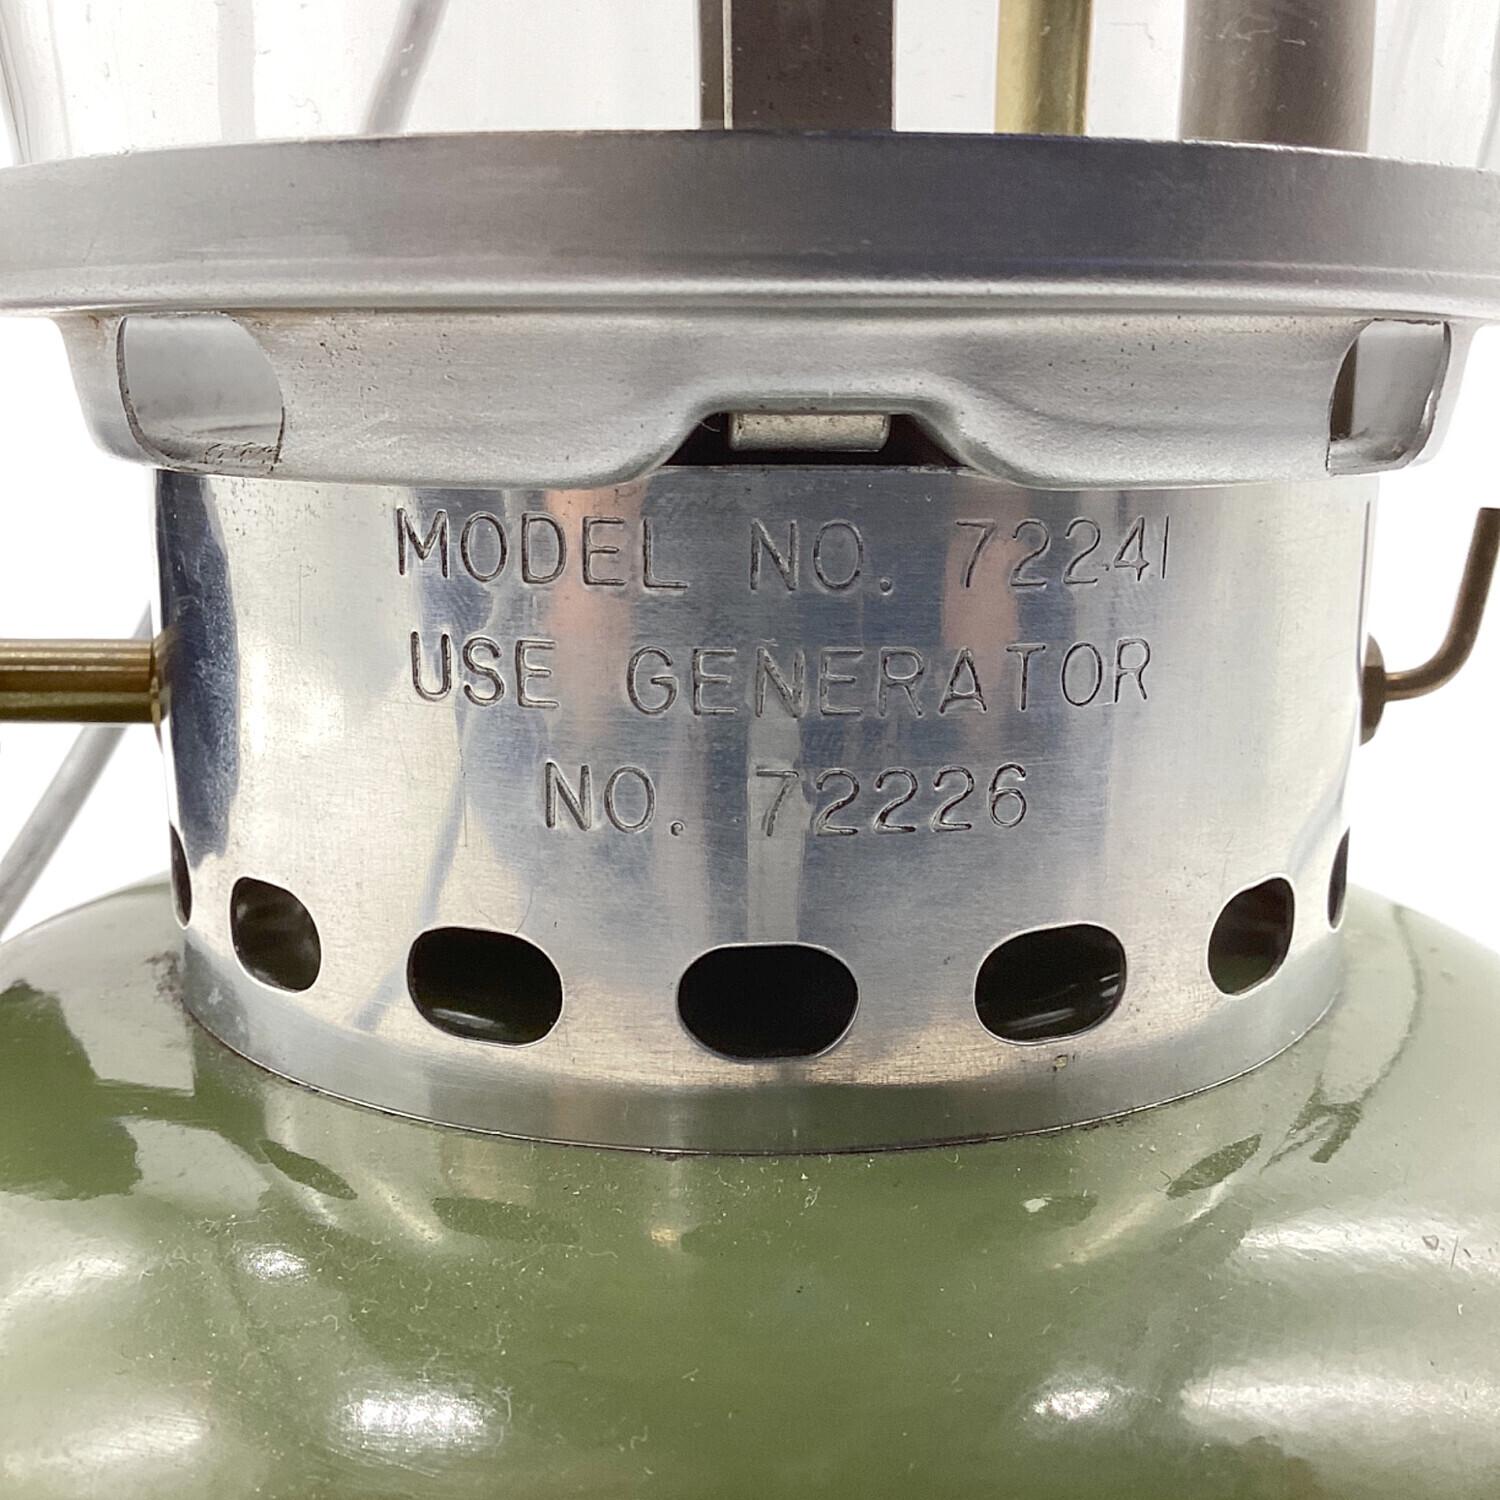 MODEL NO. 72241
USE GENERATOR
NO. 72226